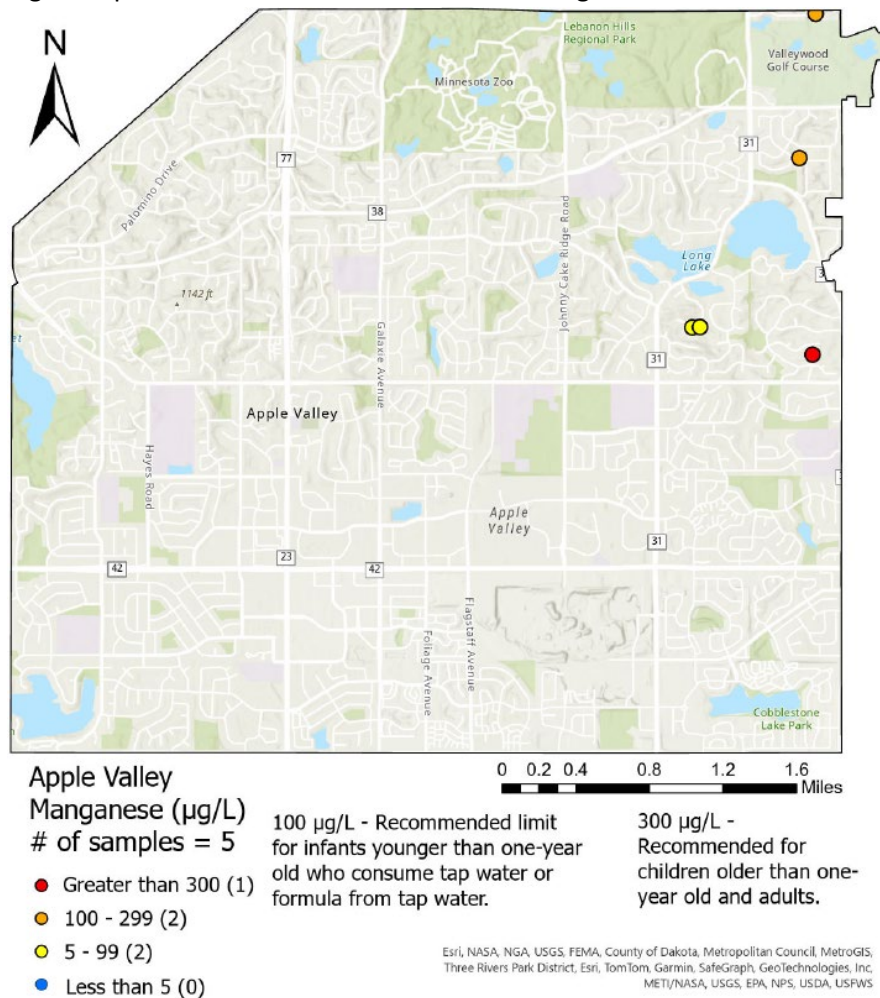 N
Lebanon Hills
Regional Park
Minnesota Zoo
Valleywood
Golf Course
31
77
Palomino Drive
38
Johnny Cake Ridge Road
Long
Lake
3
1142 ft
Galaxie Avenue
et
31
Apple Valley
Hayes Road
Apple
Valley
31
23
42
42
Foliage Avenue
Flagstaff Avenue
Cobblestone
Lake Park
0 0.2 0.4 0.8 1.2 1.6
Miles
Apple Valley
Manganese (µg/L)
# of samples = 5
Greater than 300 (1)
100 - 299 (2)
5 - 99 (2)
Less than 5 (0)
100 µg/L - Recommended limit
for infants younger than one-year
old who consume tap water or
formula from tap water.
300 µg/L -
Recommended for
children older than one-
year old and adults.
Esri, NASA, NGA, USGS, FEMA, County of Dakota, Metropolitan Council, MetroGIS,
Three Rivers Park District, Esri, TomTom, Garmin, SafeGraph, GeoTechnologies, Inc,
METI/NASA, USGS, EPA, NPS, USDA, USFWS